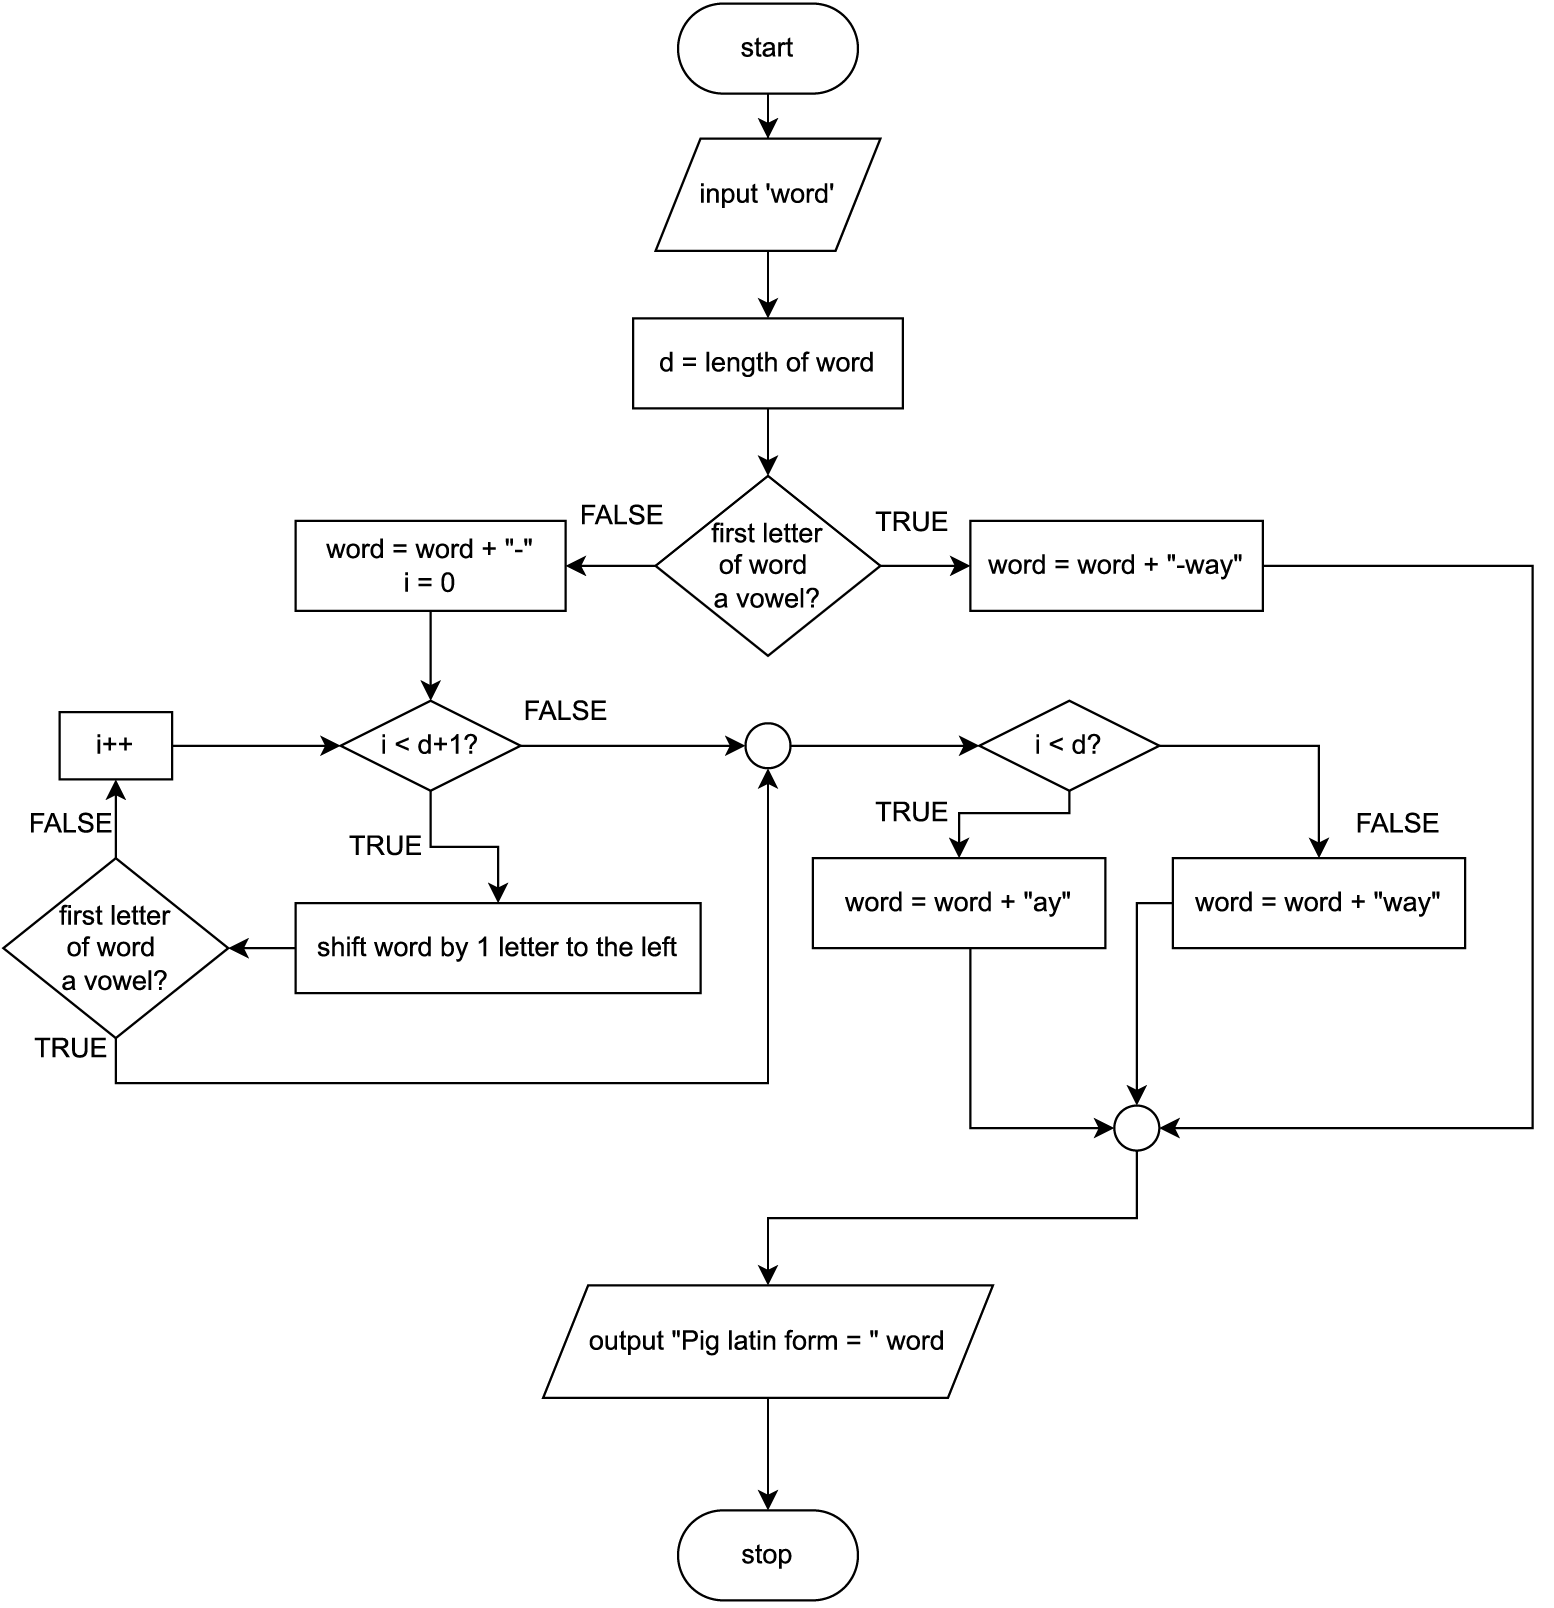 start
input 'word'
d = length of word
first letter
of word
a vowel?
FALSE
TRUE
word = word + "-"
i = 0
word = word + "-way"
i++
i < d+1?
FALSE
i < d?
FALSE
TRUE
TRUE
FALSE
first letter
of word
a vowel?
shift word by 1 letter to the left
word = word + "ay"
word = word + "way"
TRUE
output "Pig latin form = " word
stop